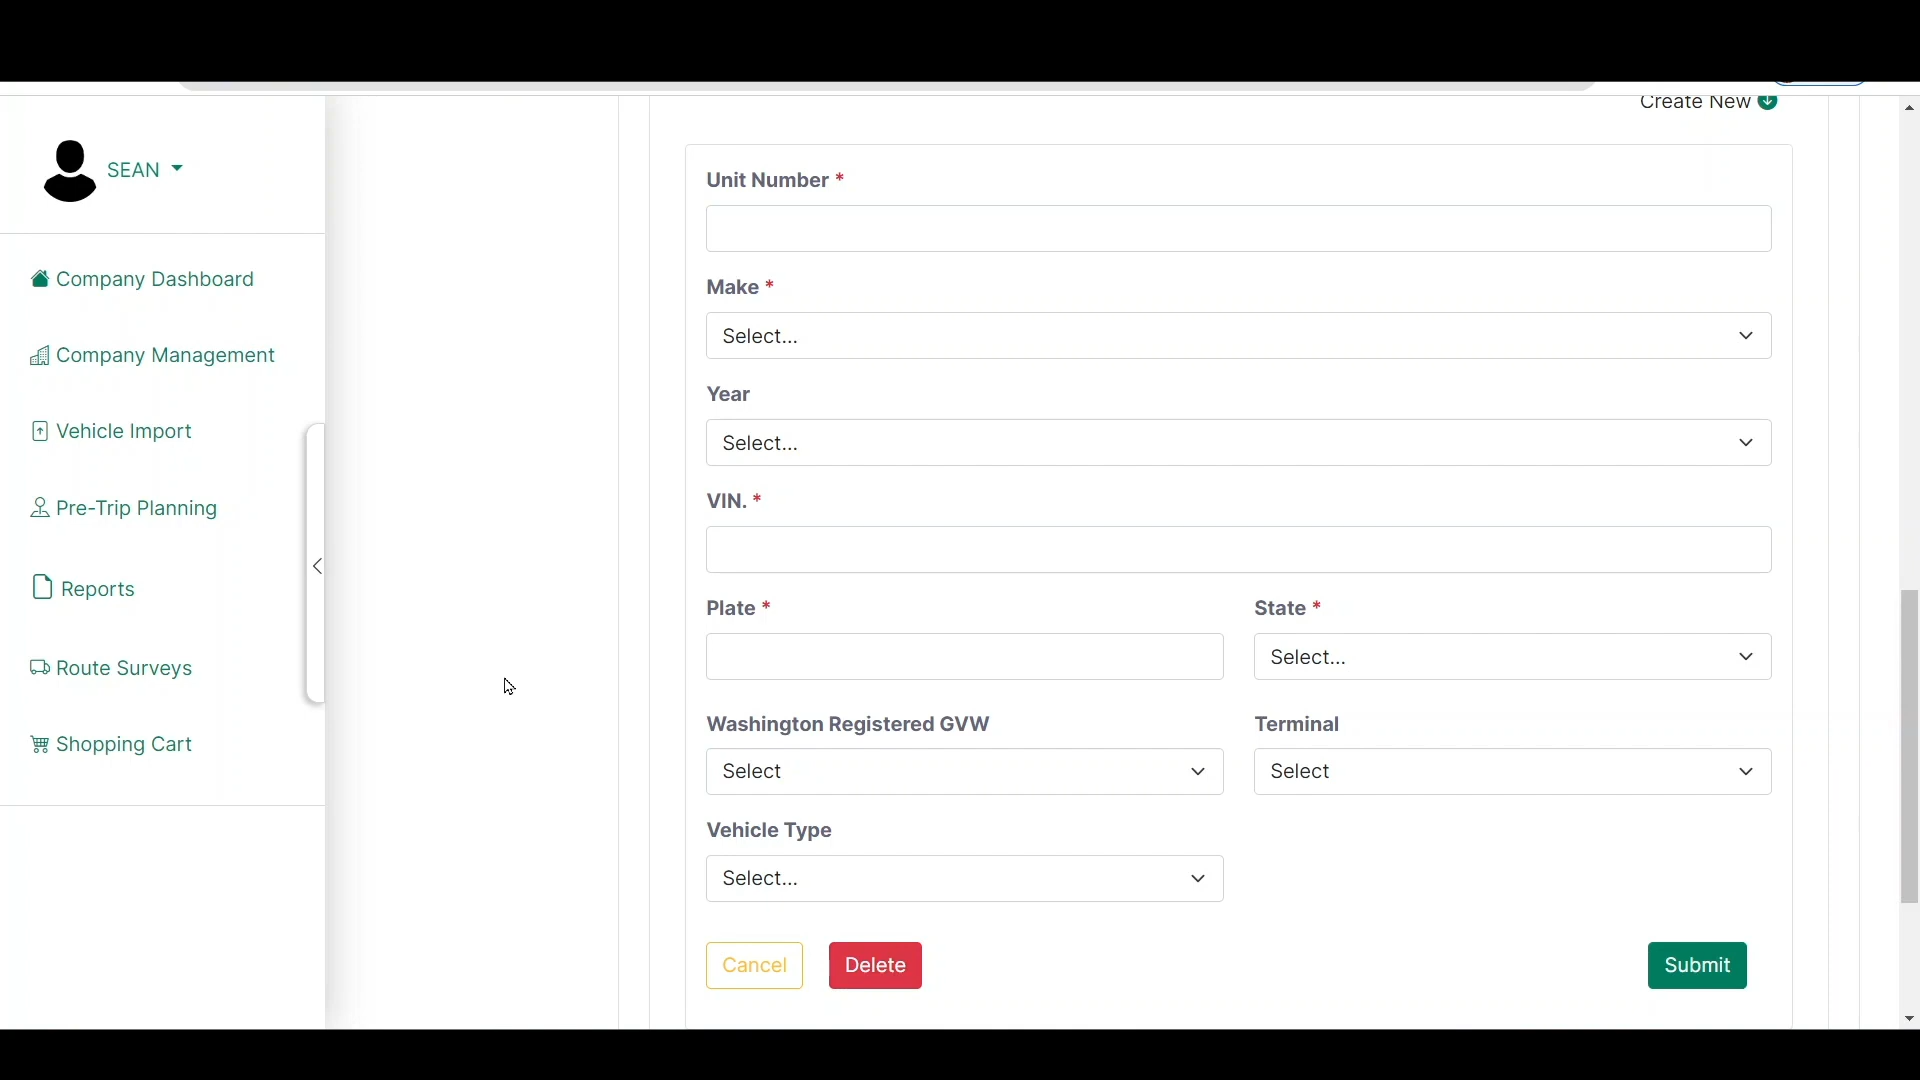 Create New
SEAN
Company Dashboard
Company Management
Vehicle Import
Pre-Trip Planning
Reports
Route Surveys
Shopping Cart
Unit Number *
Make *
Select...
Year
Select...
VIN. *
Plate * State *
Select...
Washington Registered GVW Terminal
Select Select
Vehicle Type
Select...
Cancel Delete Submit